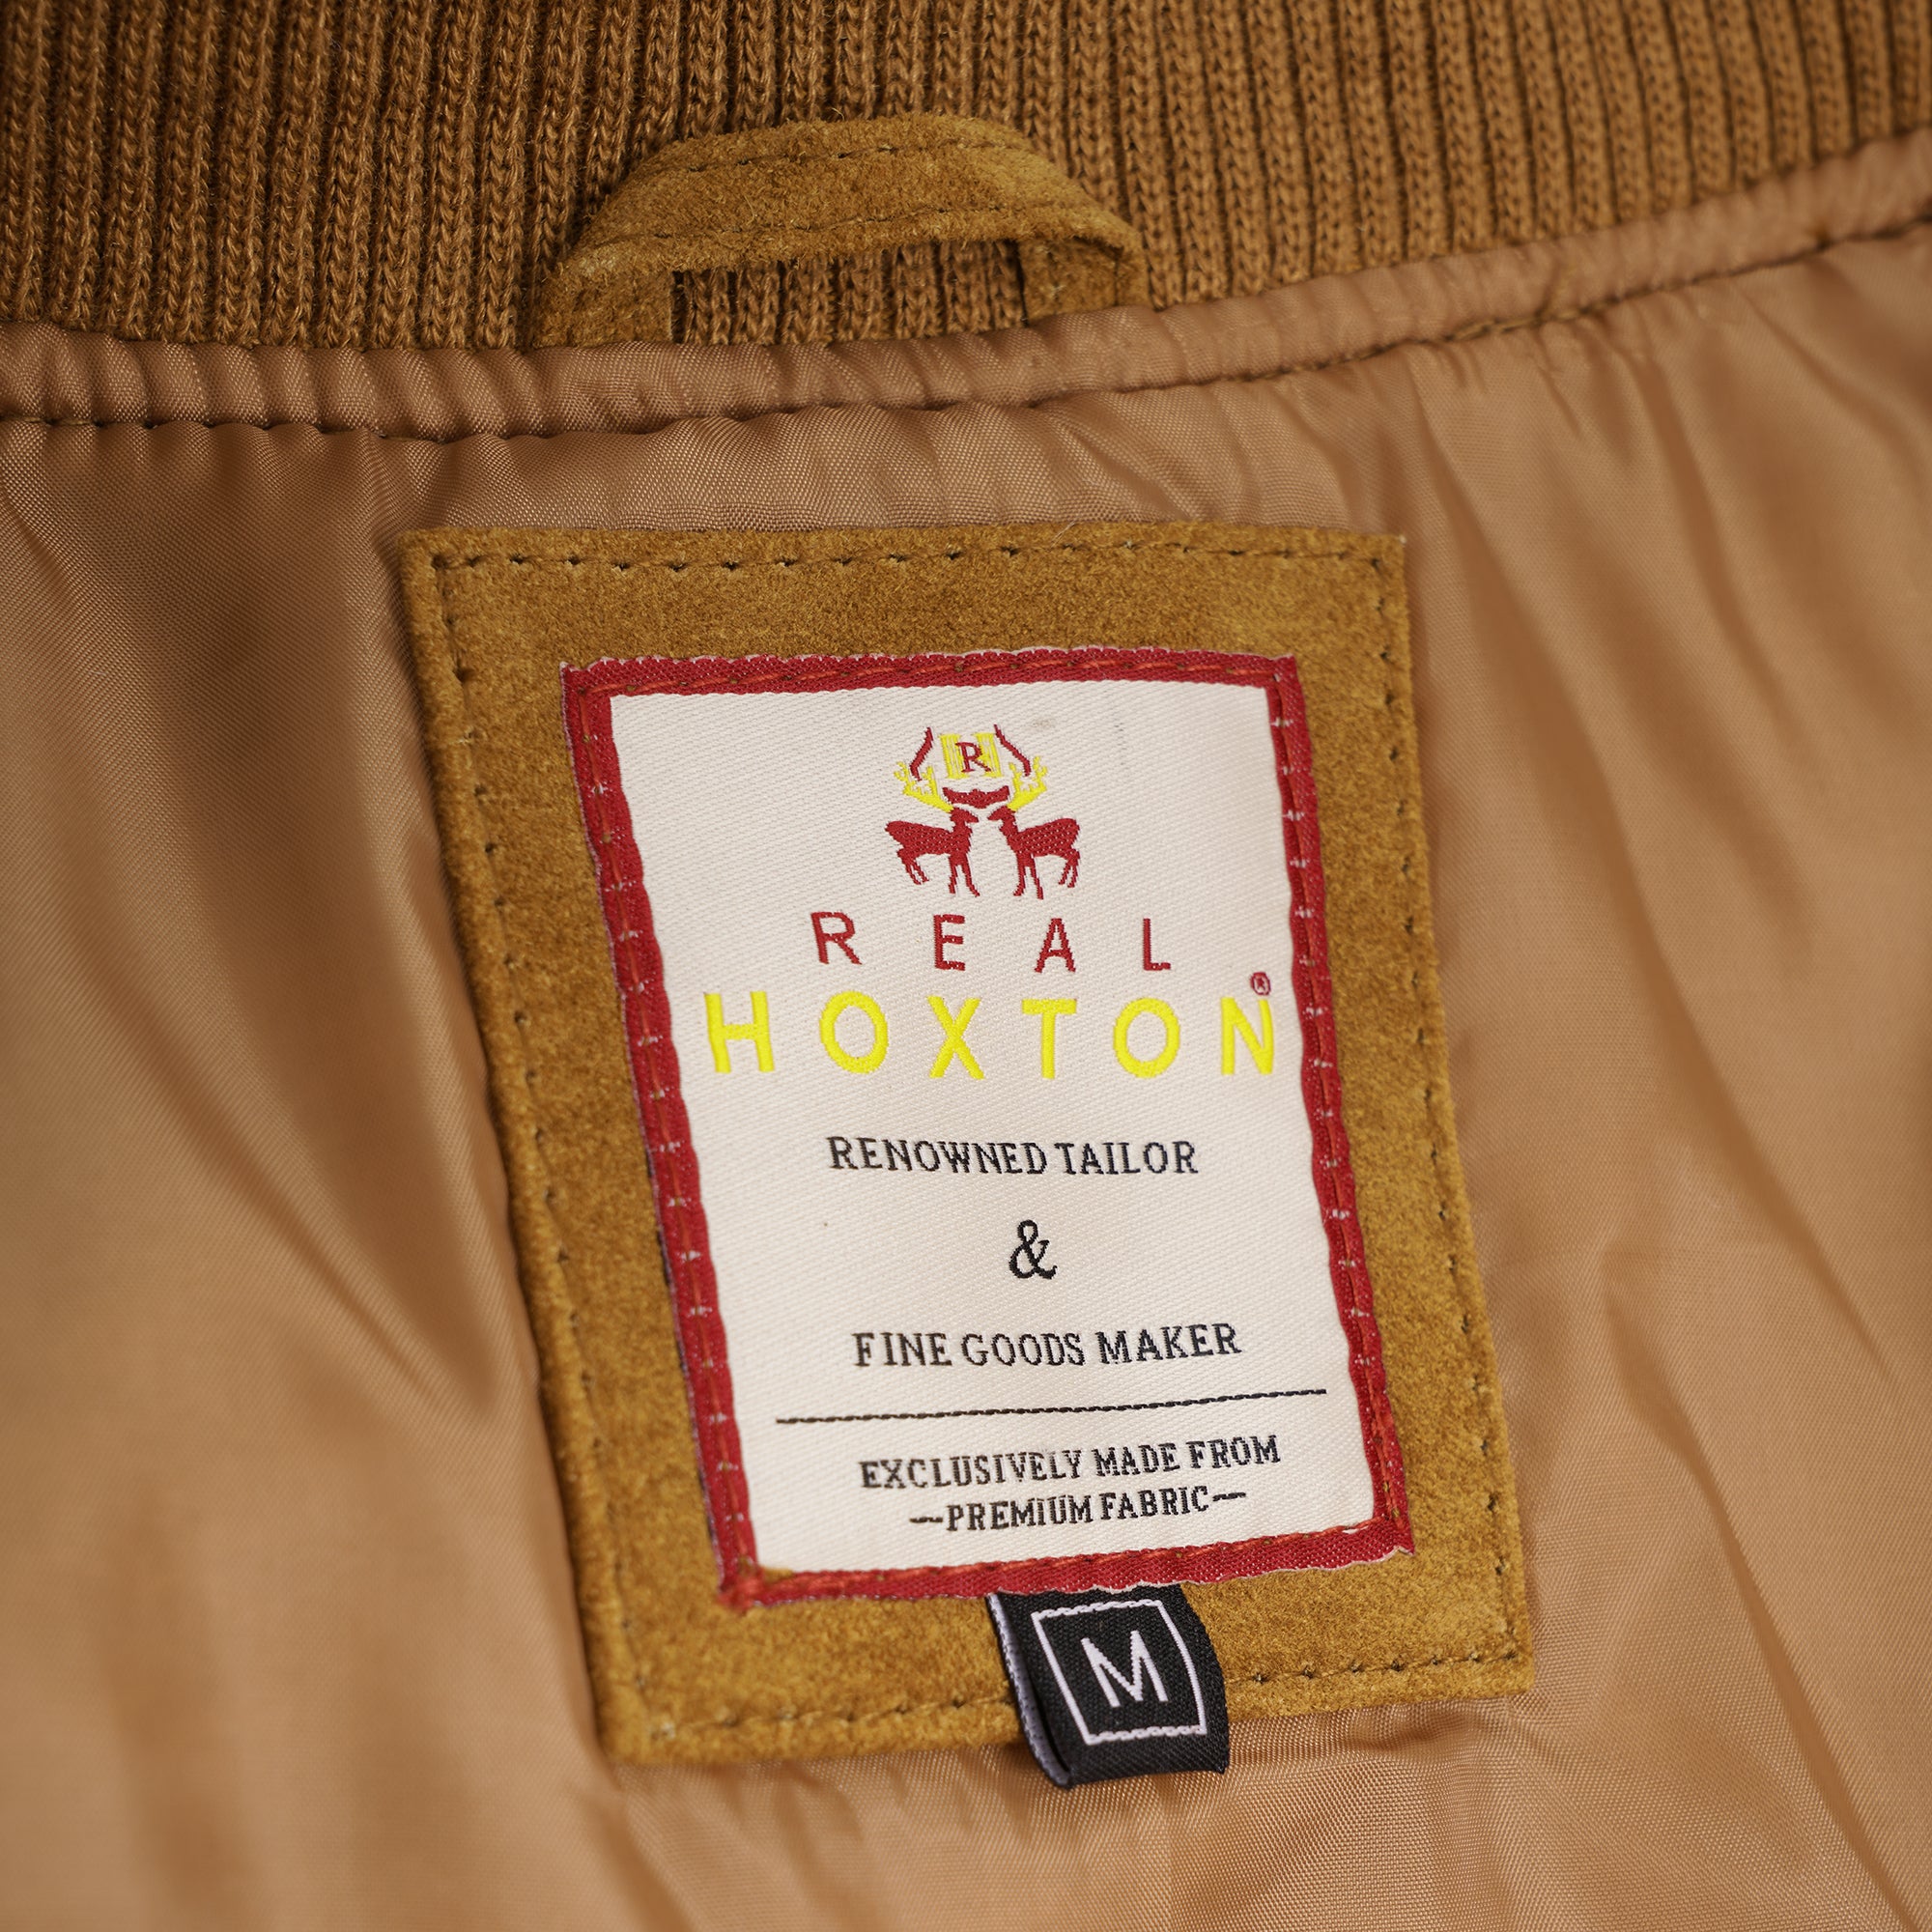 R
REAL
HOXTON®
RENOWNED TAILOR
&
FINE GOODS MAKER
EXCLUSIVELY MADE FROM
—PREMIUM FABRIC—
M